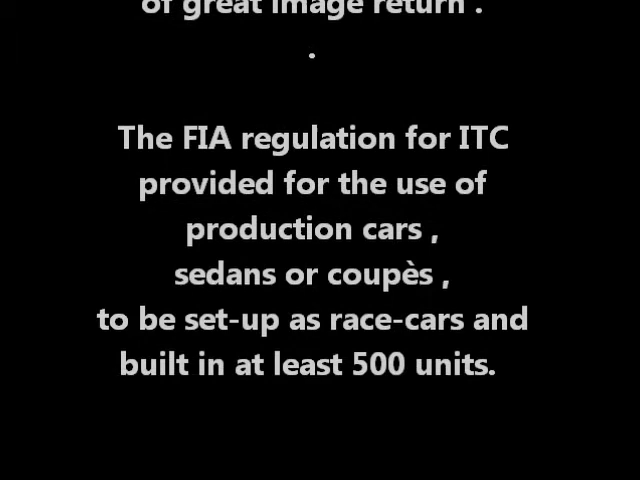 of great image return .
.
The FIA regulation for ITC
provided for the use of
production cars ,
sedans or coupès ,
to be set-up as race-cars and
built in at least 500 units.